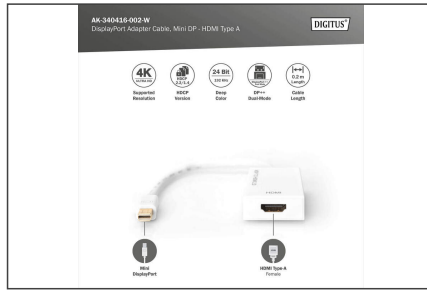 AK-340416-002-W
DisplayPort Adapter Cable, Mini DP - HDMI Type A
DIGITUS®
4K
24 Bit
0.2 m
Length
Supported
Resolution
HDCP
Version
Deep
Color
DP++
Dual-Mode
Cable
Length
HDMI
Mini
DisplayPort
HDMI Type A
Female